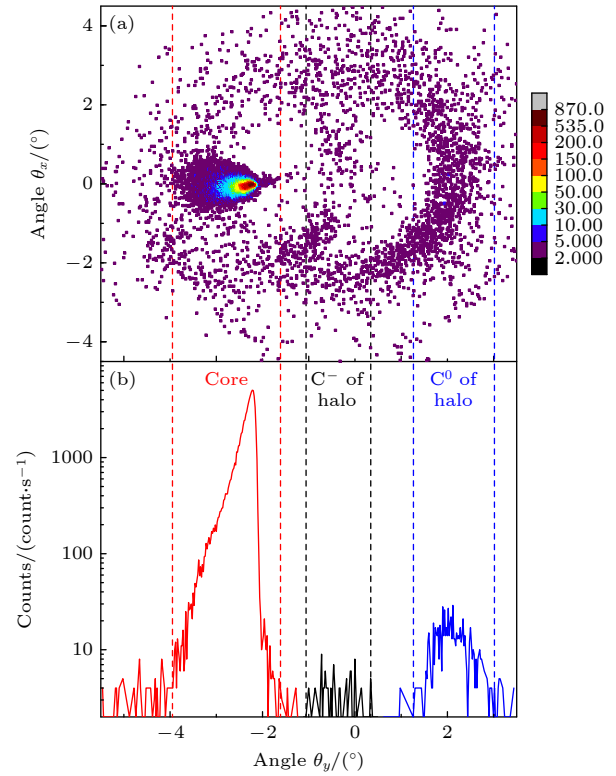 (a)
4
2
0
−2
−4
Angle θx/(°)
870.0
535.0
200.0
150.0
100.0
50.00
30.00
10.00
5.000
2.000
(b)
Core
C− of
halo
C0 of
halo
1000
100
10
Counts/(count·s−1)
−4
−2
0
2
Angle θy/(°)